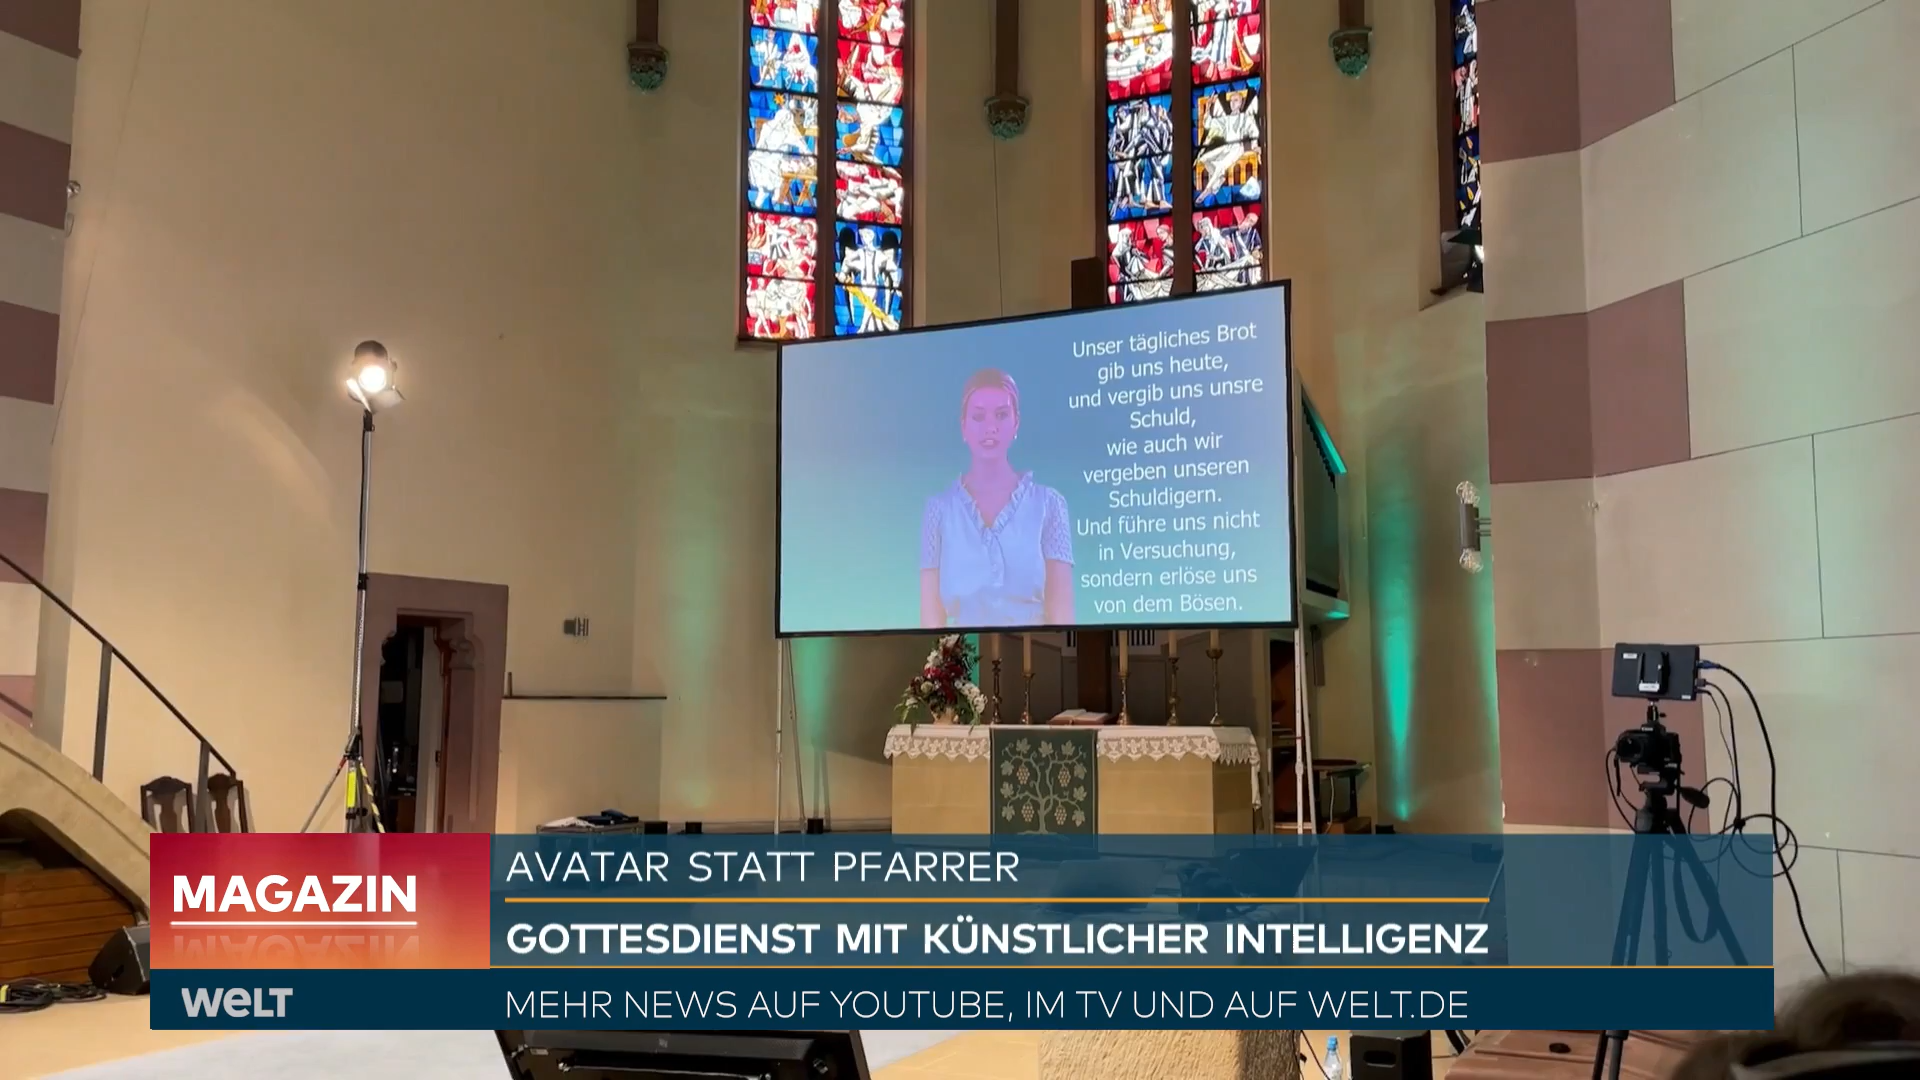 Unser tägliches Brot
gib uns heute,
und vergib uns unsre
Schuld,
wie auch wir
vergeben unseren
Schuldigern.
Und führe uns nicht
in Versuchung,
sondern erlöse uns
von dem Bösen.
MAGAZIN
AVATAR STATT PFARRER
GOTTESDIENST MIT KÜNSTLICHER INTELLIGENZ
WELT
MEHR NEWS AUF YOUTUBE, IM TV UND AUF WELT.DE